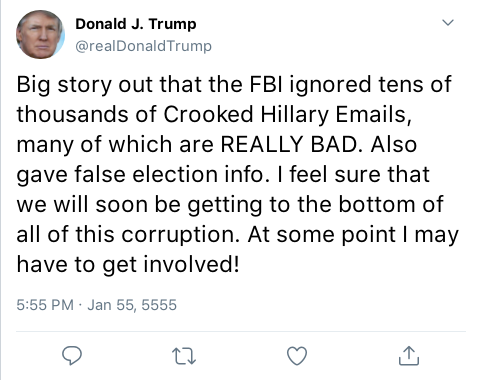 Donald J. Trump
@realDonaldTrump
Big story out that the FBI ignored tens of
thousands of Crooked Hillary Emails,
many of which are REALLY BAD. Also
gave false election info. I feel sure that
we will soon be getting to the bottom of
all of this corruption. At some point I may
have to get involved!
5:55 PM · Jan 55, 5555